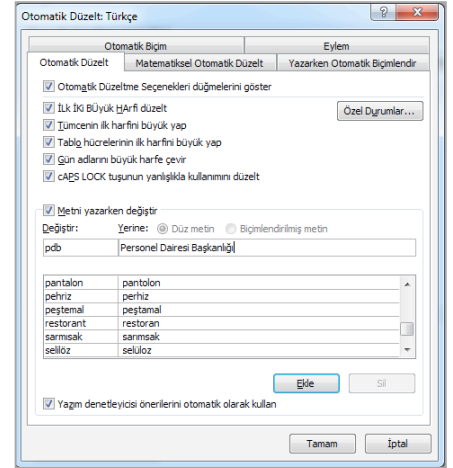 Otomatik Düzelt: Türkçe
Otomatik Biçim Eylem
Otomatik Düzelt Matematiksel Otomatik Düzelt Yazarken Otomatik Biçimlendir
Otomatik Düzeltme Seçenekleri düğmelerini göster
İLk İKi BÜyük HArfi düzelt Özel Durumlar...
Tümcenin ilk harfini büyük yap
Tablo hücrelerinin ilk harfini büyük yap
Gün adlarını büyük harfe çevir
cAPS LOCK tuşunun yanlışlıkla kullanımını düzelt
Metni yazarken değiştir
Değiştir: Yerine: Düz metin Biçimlendirilmiş metin
pdb Personel Dairesi Başkanlığı
pantalon pantolon
pehriz perhiz
peştemal peştamal
restorant restoran
sarmısak sarımsak
selilöz selüloz
Ekle Sil
Yazım denetleyicisi önerilerini otomatik olarak kullan
Tamam İptal